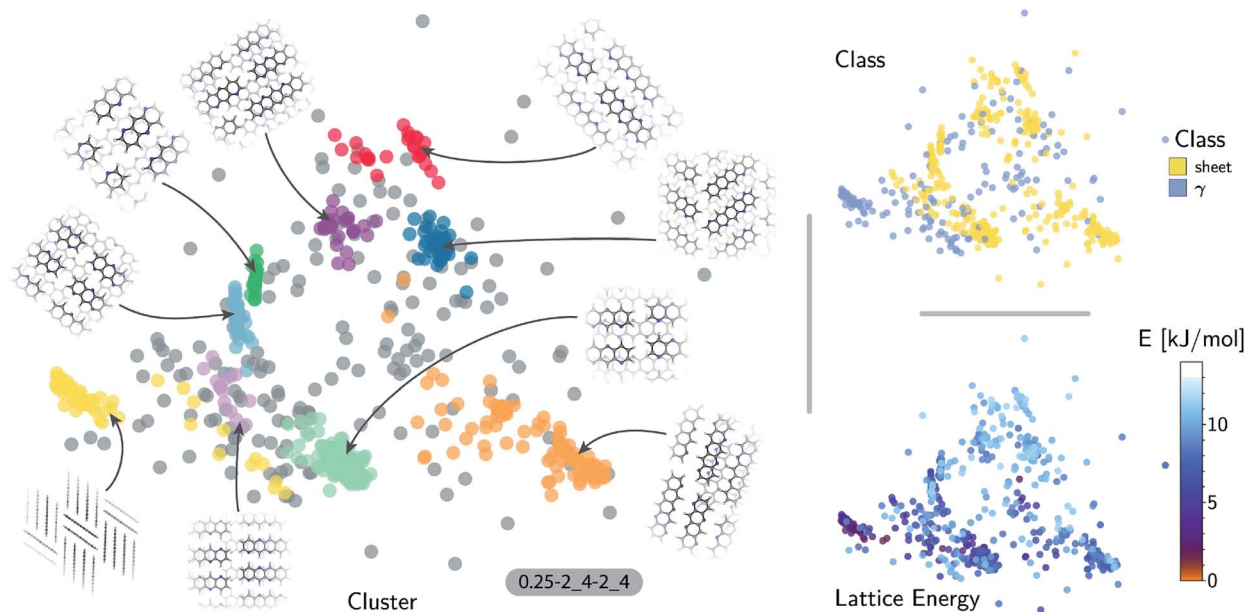 0.25-2_4-2_4
Cluster
Class
Class
sheet
γ
E [kJ/mol]
10
5
0
Lattice Energy